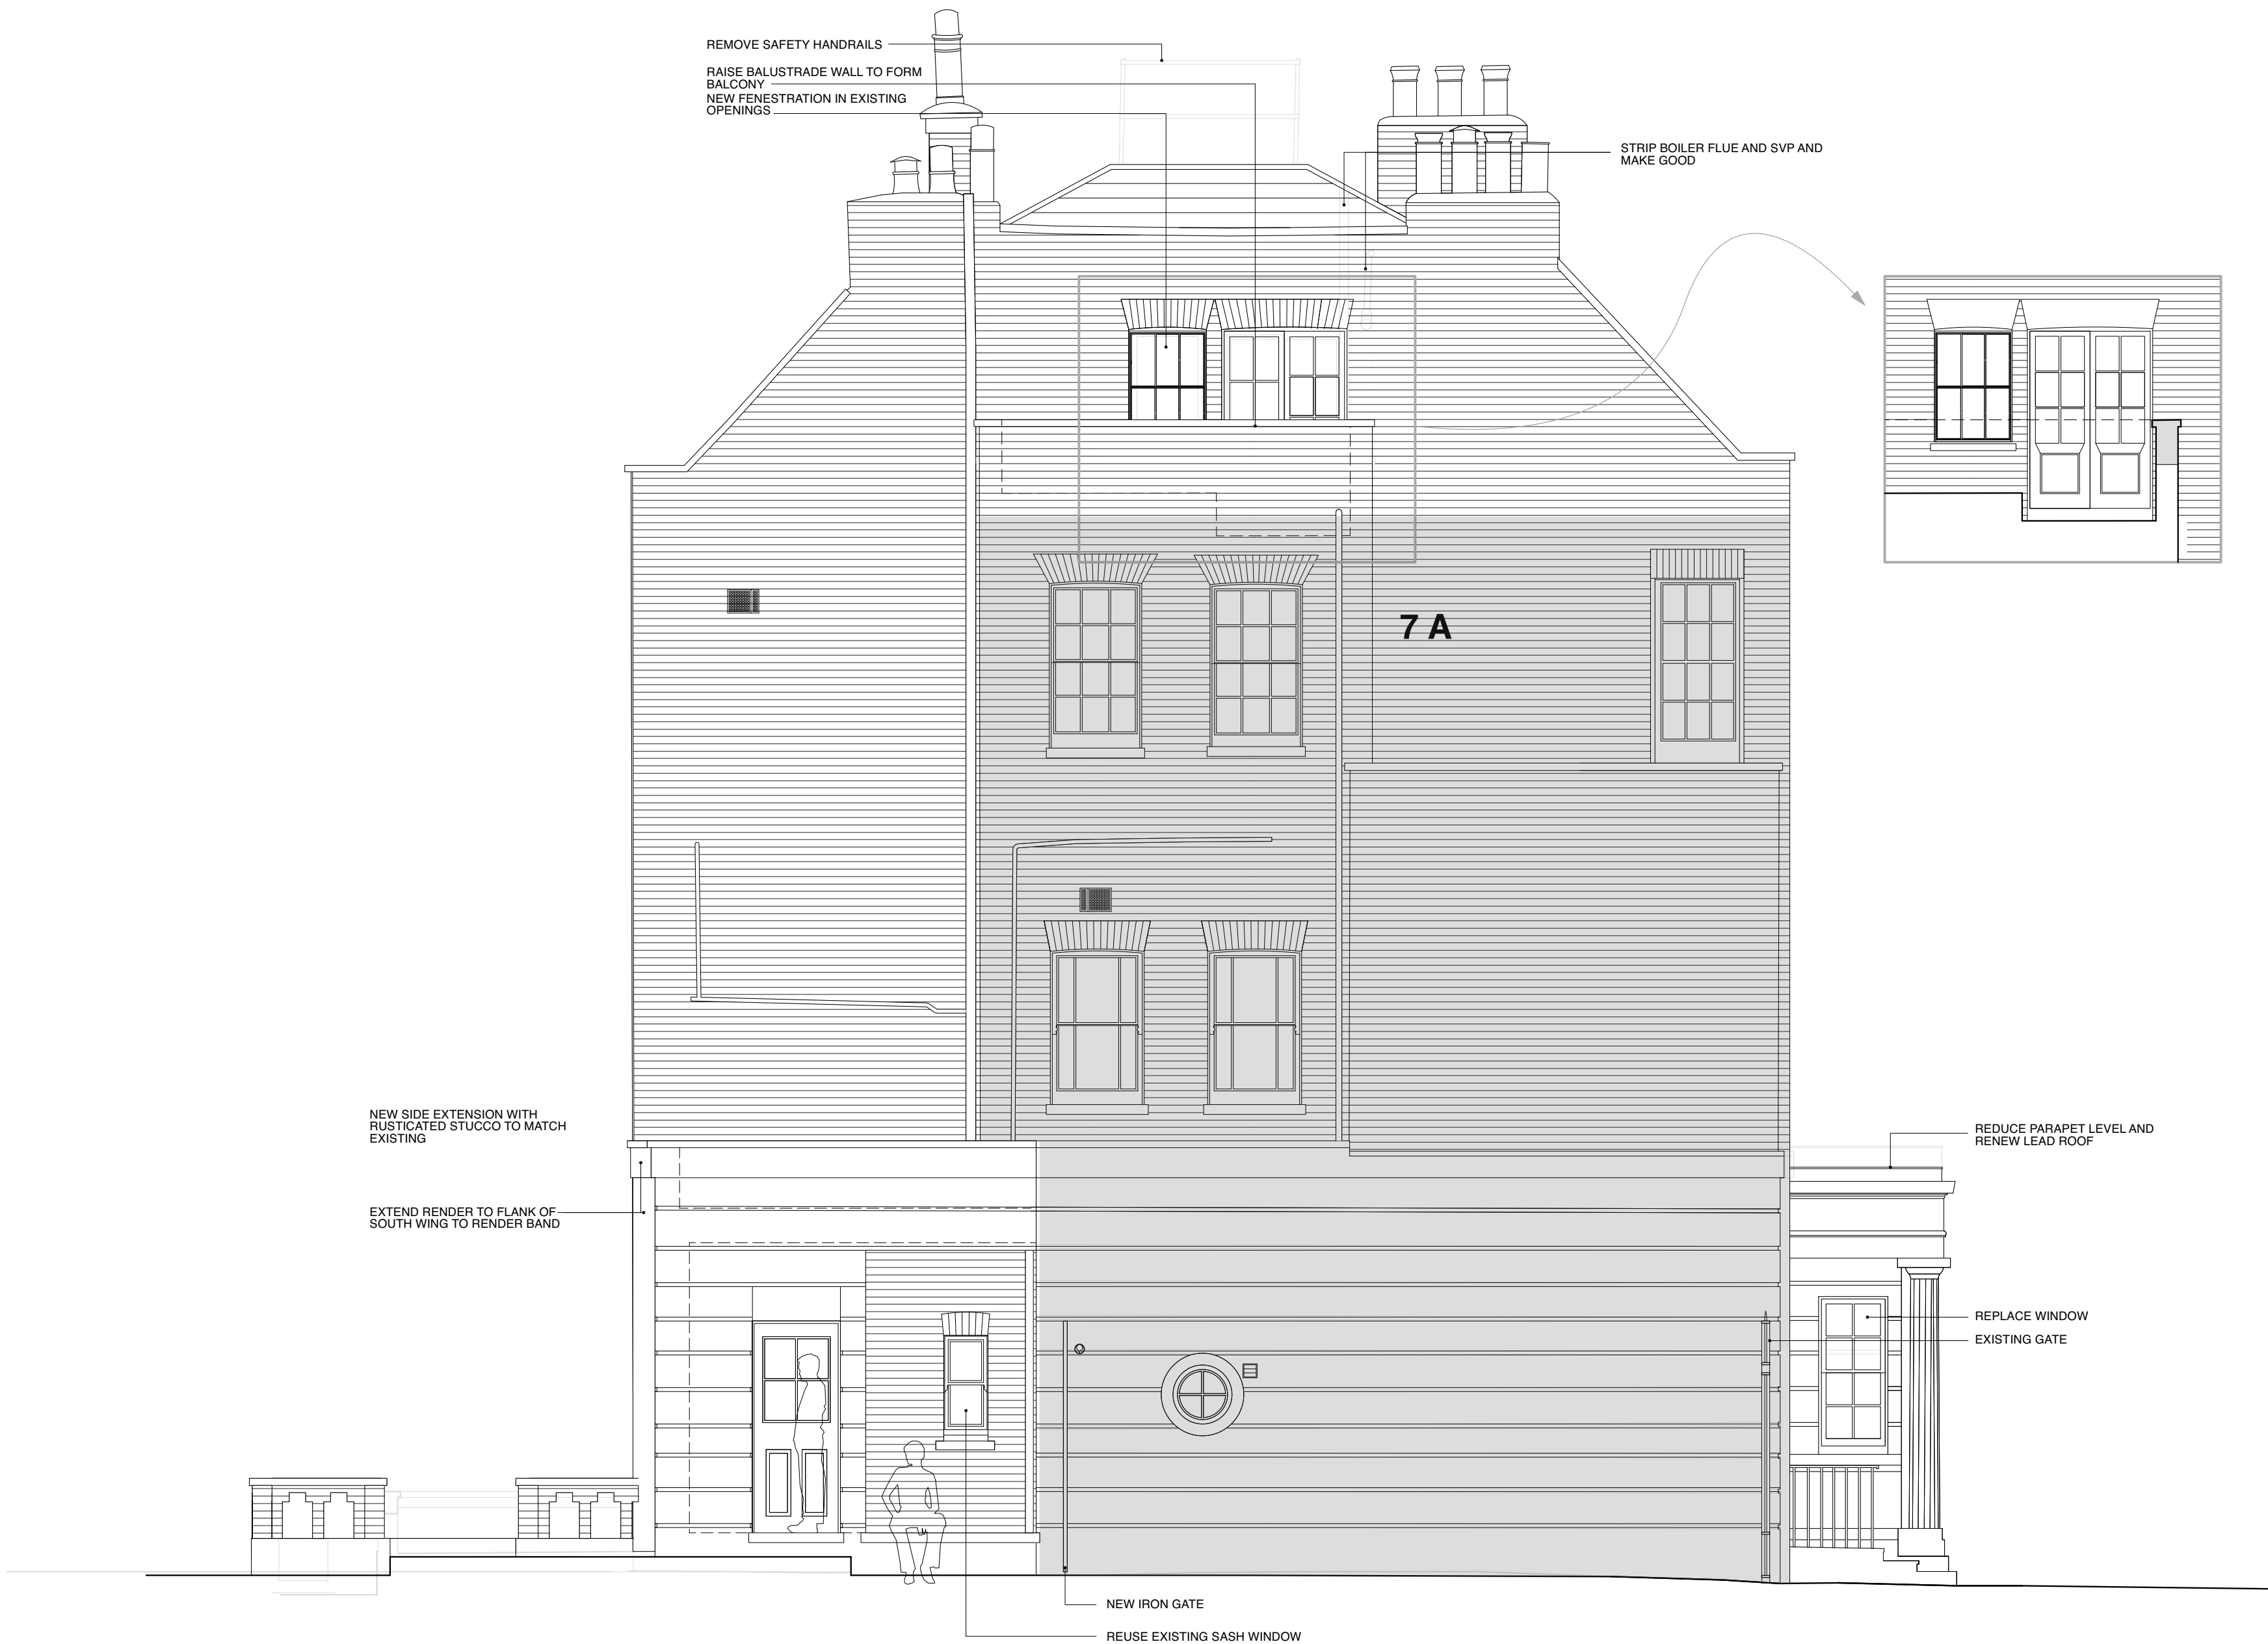 REMOVE SAFETY HANDRAILS
RAISE BALUSTRADE WALL TO FORM
BALCONY
NEW FENESTRATION IN EXISTING
OPENINGS
STRIP BOILER FLUE AND SVP AND
MAKE GOOD
7 A
NEW SIDE EXTENSION WITH
RUSTICATED STUCCO TO MATCH
EXISTING
REDUCE PARAPET LEVEL AND
RENEW LEAD ROOF
EXTEND RENDER TO FLANK OF
SOUTH WING TO RENDER BAND
REPLACE WINDOW
EXISTING GATE
NEW IRON GATE
REUSE EXISTING SASH WINDOW